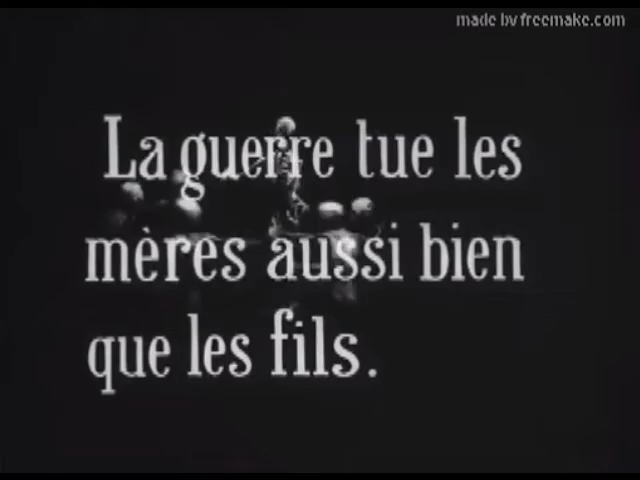 made by freemake.com
La guerre tue les
mères aussi bien
que les fils.